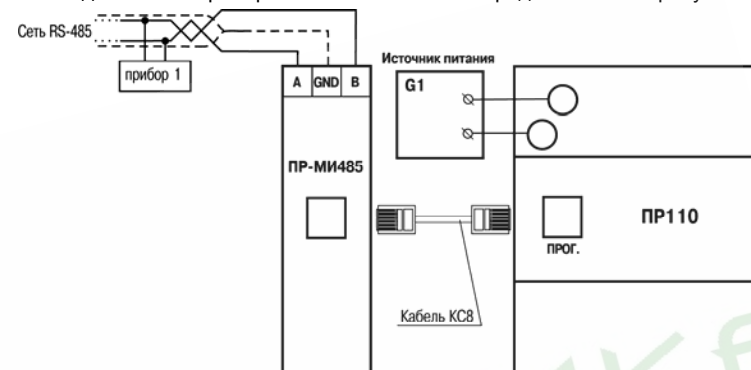 Сеть RS-485
прибор 1
Источник питания
A GND B
G1
ПР-МИ485
ПР110
ПРОГ.
Кабель КС8